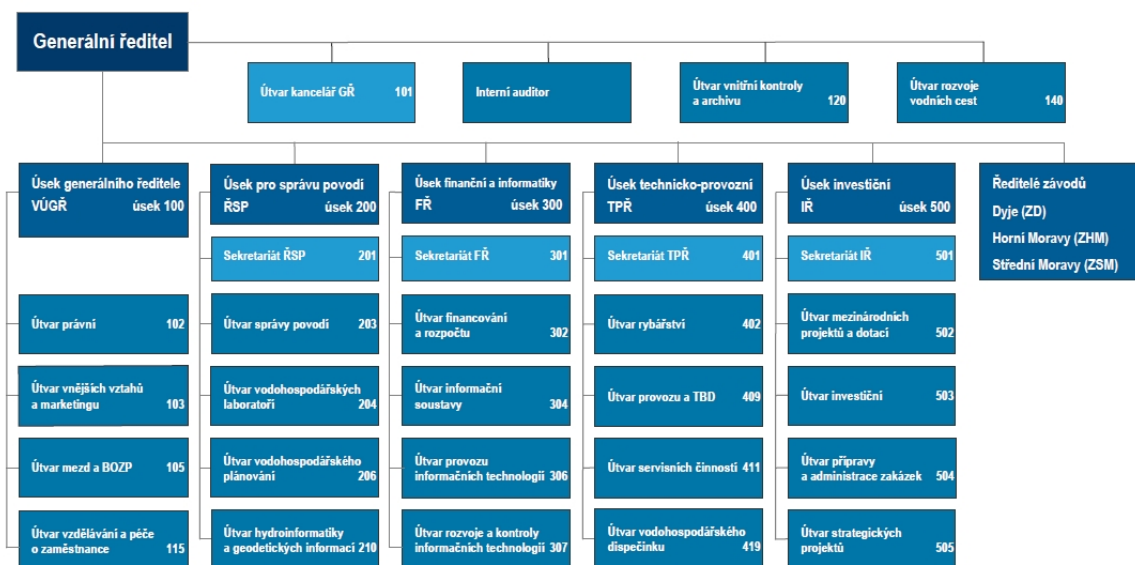 Generální ředitel
Útvar kancelář GŘ 101
Interní auditor
Útvar vnitřní kontroly
a archivu 120
Útvar rozvoje
vodních cest 140
Úsek generálního ředitele
VÚGŘ úsek 100
Úsek pro správu povodí
ŘSP úsek 200
Úsek finanční a informatiky
FŘ úsek 300
Úsek technicko-provozní
TPŘ úsek 400
Úsek investiční
IŘ úsek 500
Ředitelé závodů
Dyje (ZD)
Horní Moravy (ZHM)
Střední Moravy (ZSM)
Sekretariát ŘSP 201
Sekretariát FŘ 301
Sekretariát TPŘ 401
Sekretariát IŘ 501
Útvar právní 102
Útvar správy povodí 203
Útvar financování
a rozpočtu 302
Útvar rybářství 402
Útvar mezinárodních
projektů a dotací 502
Útvar vnějších vztahů
a marketingu 103
Útvar vodohospodářských
laboratoří 204
Útvar informační
soustavy 304
Útvar provozu a TBD 409
Útvar investiční 503
Útvar mezd a BOZP 105
Útvar vodohospodářského
plánování 206
Útvar provozu
informačních technologií 306
Útvar servisních činností 411
Útvar přípravy
a administrace zakázek 504
Útvar vzdělávání a péče
o zaměstnance 115
Útvar hydroinformatiky
a geodetických informací 210
Útvar rozvoje a kontroly
informačních technologií 307
Útvar vodohospodářského
dispečinku 419
Útvar strategických
projektů 505